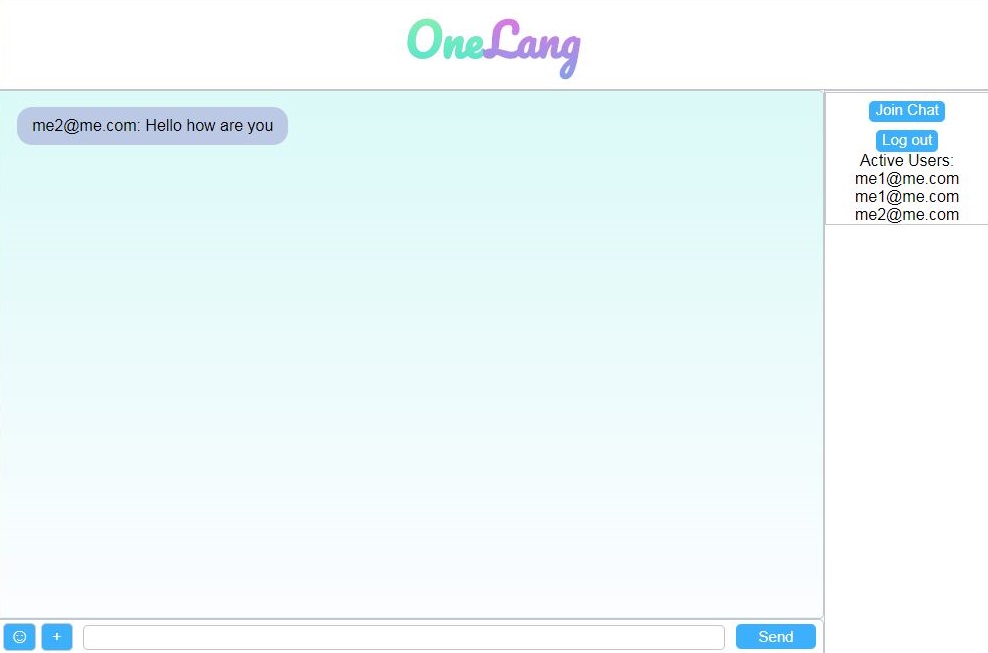 OneLang
me2@me.com: Hello how are you
Join Chat
Log out
Active Users:
me1@me.com
me1@me.com
me2@me.com
+
Send